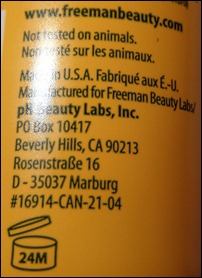 www.freemanbeauty.com
Not tested on animals.
Non testé sur les animaux.
Made in U.S.A. Fabriqué aux É.-U.
Manufactured for Freeman Beauty Labs/
pH Beauty Labs, Inc.
PO Box 10417
Beverly Hills, CA 90213
Rosenstraße 16
D - 35037 Marburg
#16914-CAN-21-04
24M